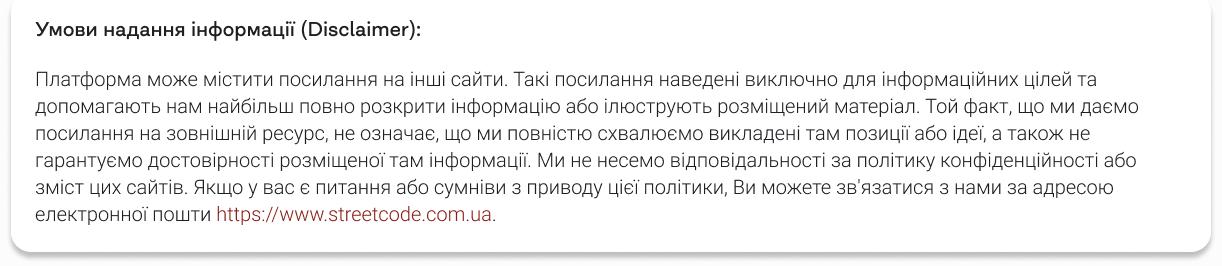 Умови надання інформації (Disclaimer):
Платформа може містити посилання на інші сайти. Такі посилання наведені виключно для інформаційних цілей та
допомагають нам найбільш повно розкрити інформацію або ілюструють розміщений матеріал. Той факт, що ми даємо
посилання на зовнішній ресурс, не означає, що ми повністю схвалюємо викладені там позиції або ідеї, а також не
гарантуємо достовірності розміщеної там інформації. Ми не несемо відповідальності за політику конфіденційності або
зміст цих сайтів. Якщо у вас є питання або сумніви з приводу цієї політики, Ви можете зв'язатися з нами за адресою
електронної пошти https://www.streetcode.com.ua.